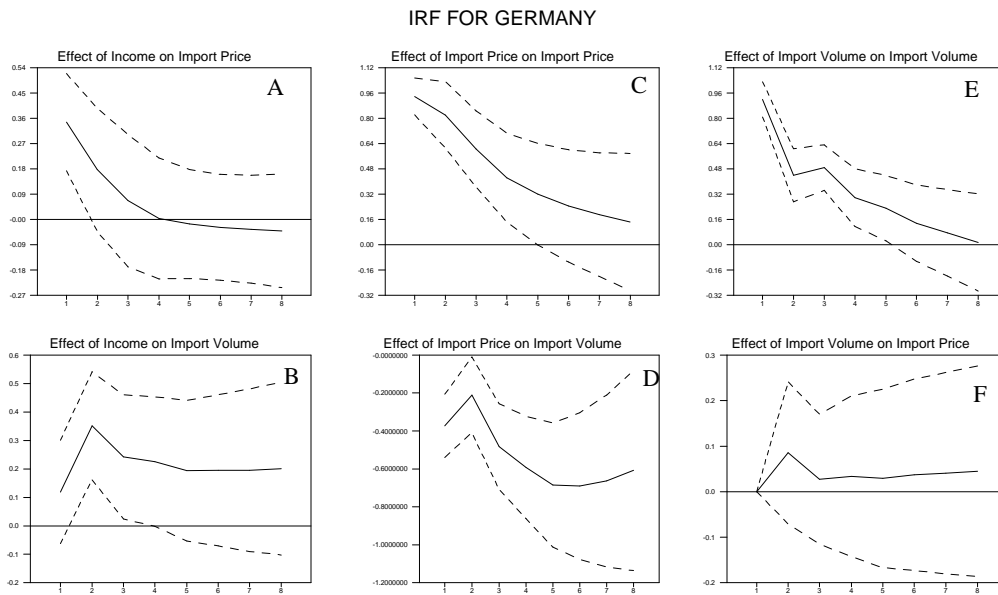 IRF FOR GERMANY
Effect of Income on Import Price
A
0.54
0.45
0.36
0.27
0.18
0.09
-0.00
-0.09
-0.18
-0.27
1 2 3 4 5 6 7 8
Effect of Import Price on Import Price
C
1.12
0.96
0.80
0.64
0.48
0.32
0.16
0.00
-0.16
-0.32
1 2 3 4 5 6 7 8
Effect of Import Volume on Import Volume
E
1.12
0.96
0.80
0.64
0.48
0.32
0.16
0.00
-0.16
-0.32
1 2 3 4 5 6 7 8
Effect of Income on Import Volume
B
0.6
0.5
0.4
0.3
0.2
0.1
0.0
-0.1
-0.2
1 2 3 4 5 6 7 8
Effect of Import Price on Import Volume
D
-0.0000000
-0.2000000
-0.4000000
-0.6000000
-0.8000000
-1.0000000
-1.2000000
1 2 3 4 5 6 7 8
Effect of Import Volume on Import Price
F
0.3
0.2
0.1
0.0
-0.1
-0.2
1 2 3 4 5 6 7 8